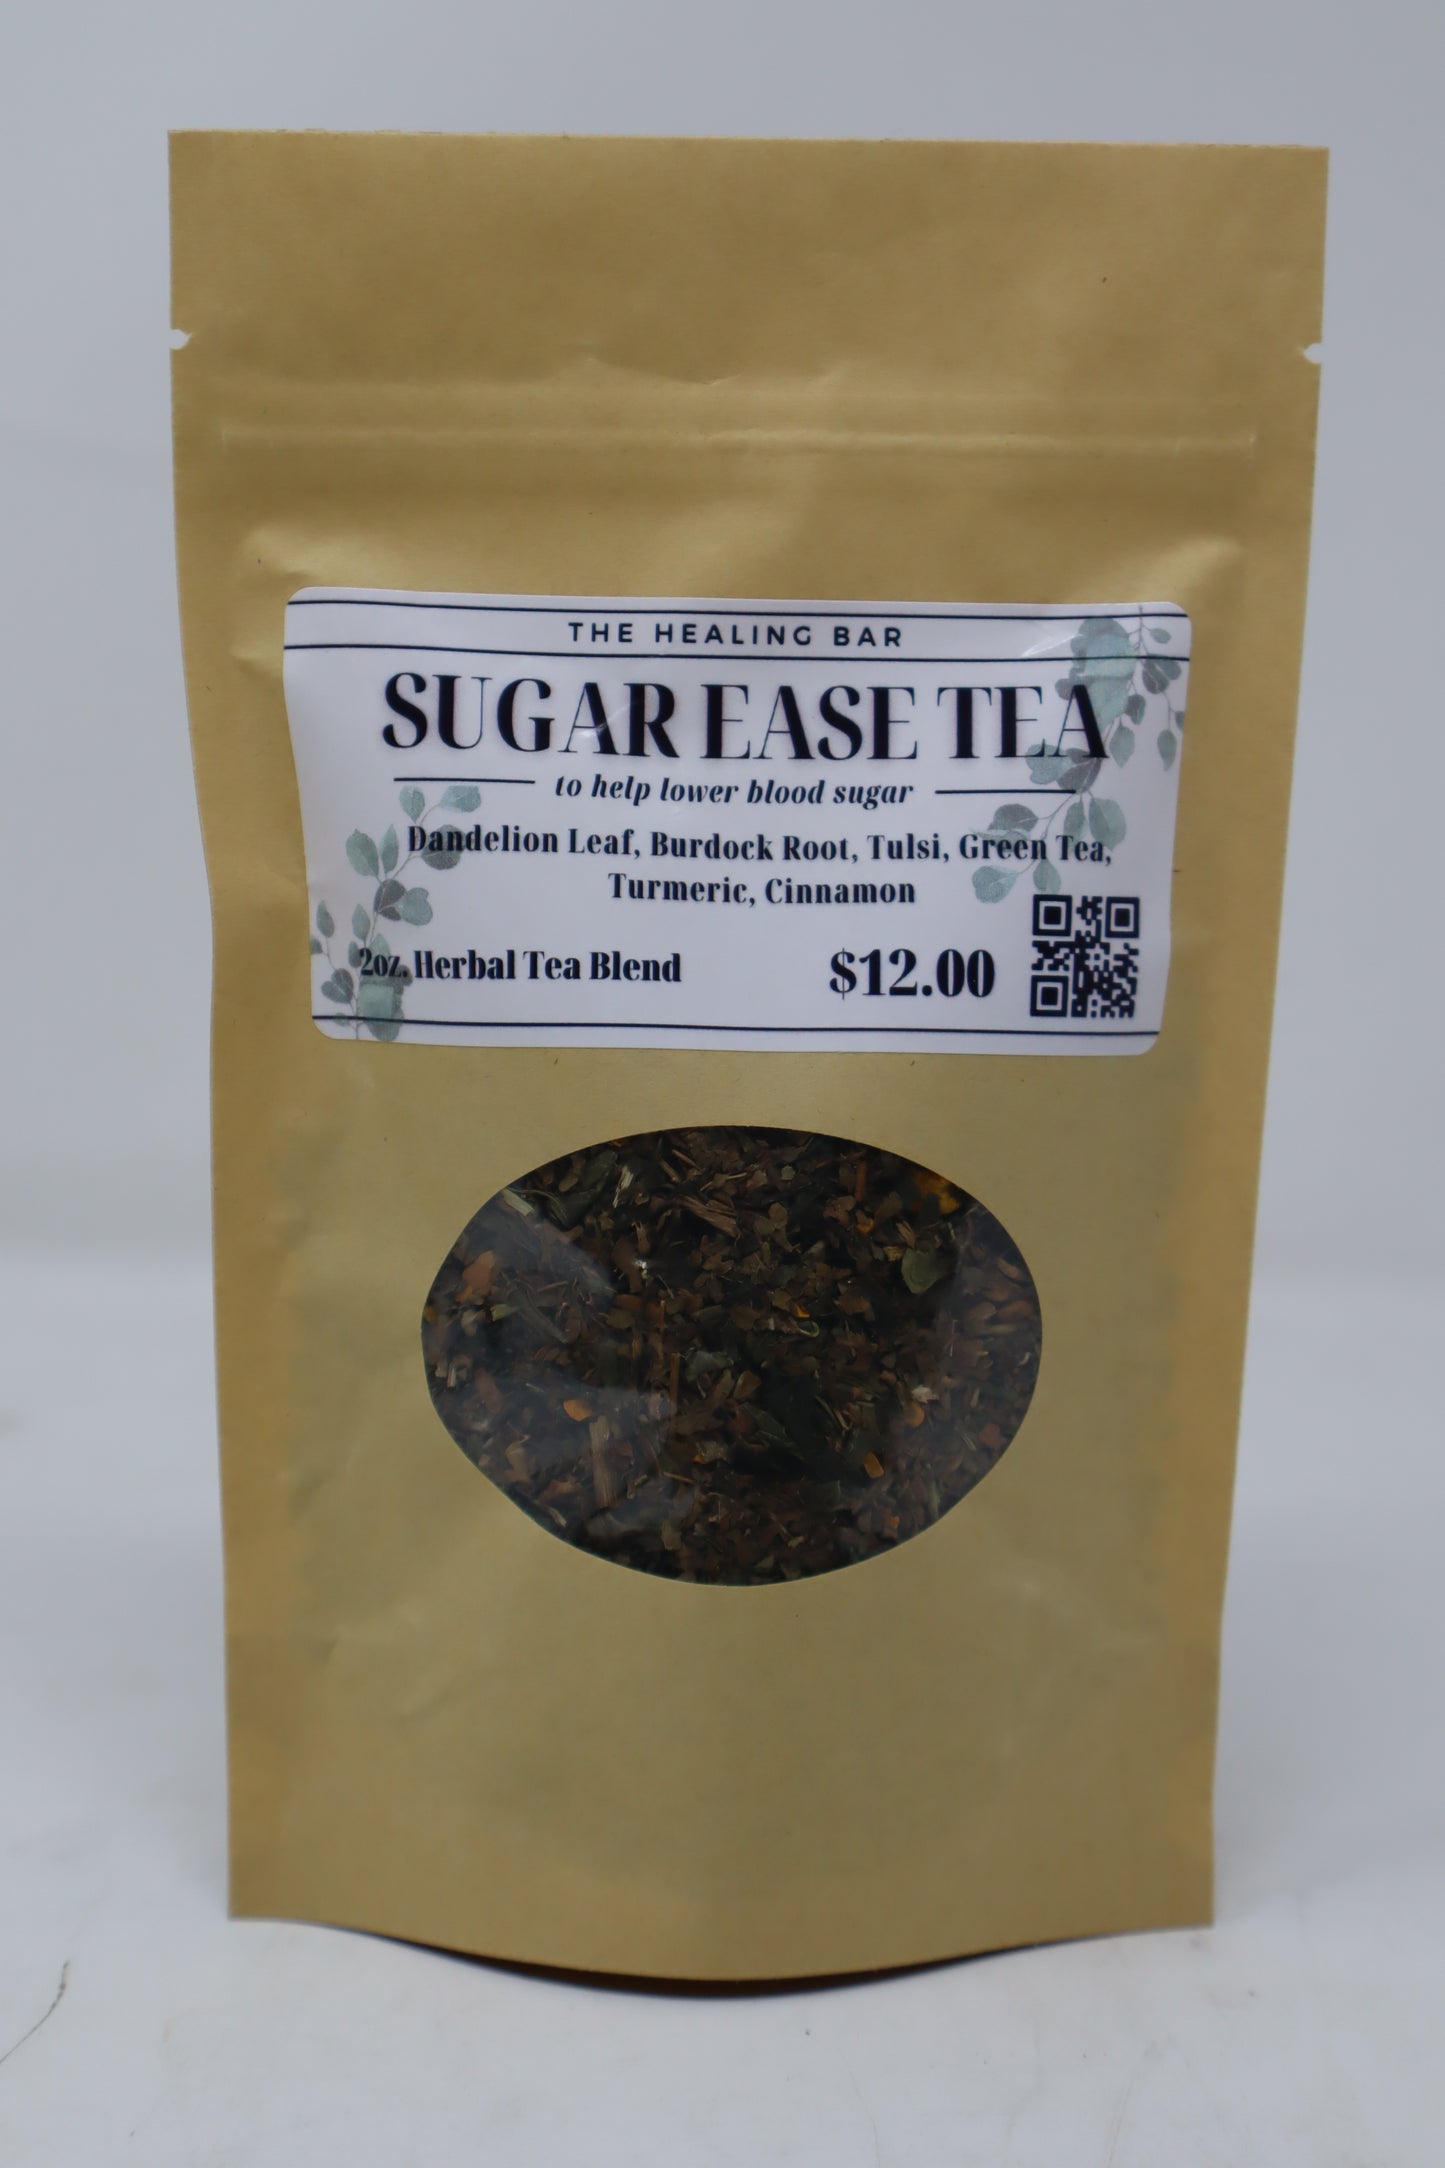 THE HEALING BAR
SUGAR EASE TEA
to help lower blood sugar
Dandelion Leaf, Burdock Root, Tulsi, Green Tea,
Turmeric, Cinnamon
2oz. Herbal Tea Blend
$12.00